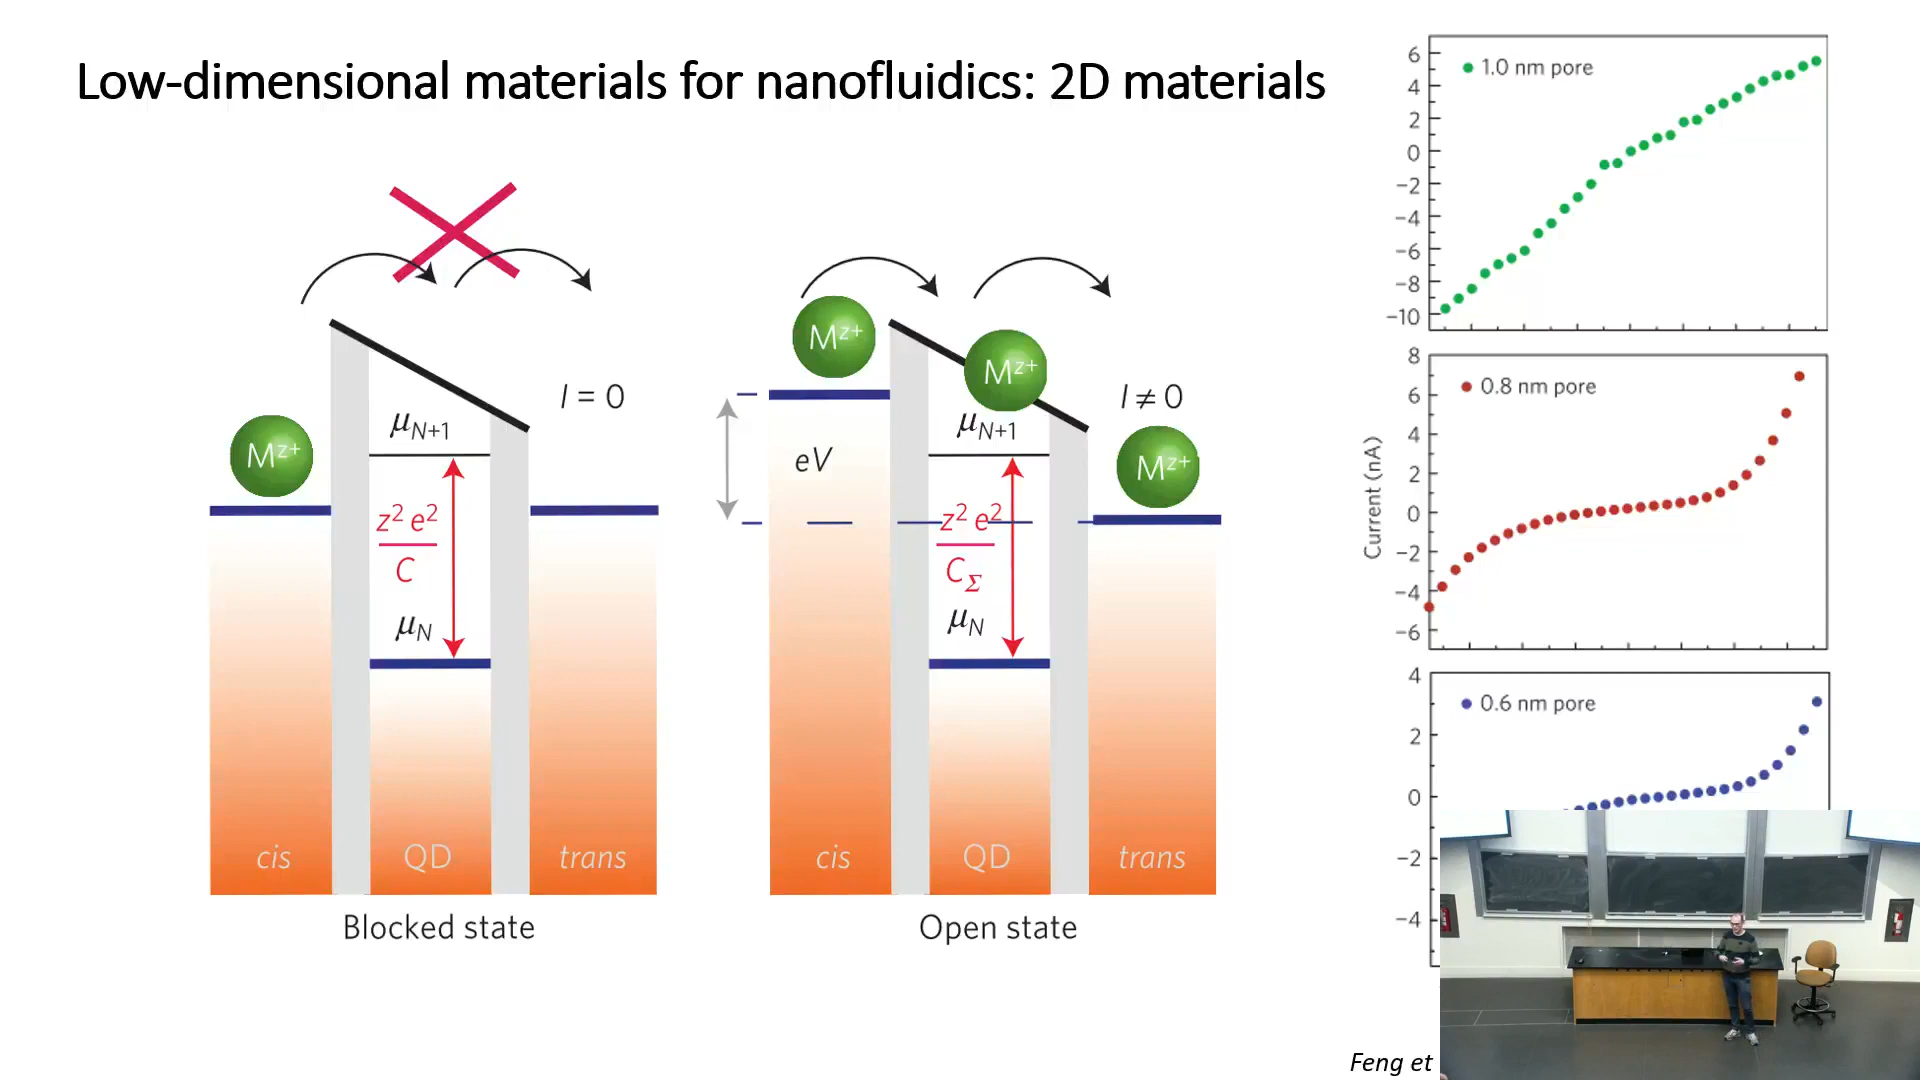 Low-dimensional materials for nanofluidics: 2D materials
I = 0
Mz+
μN+1
z2 e2
C
μN
cis
QD
trans
Blocked state
Mz+
Mz+
Mz+
I ≠ 0
eV
μN+1
z2 e2
CΣ
μN
cis
QD
trans
Open state
1.0 nm pore
6
4
2
0
−2
−4
−6
−8
−10
Current (nA)
0.8 nm pore
8
6
4
2
0
−2
−4
−6
0.6 nm pore
4
2
0
−2
−4
Feng et